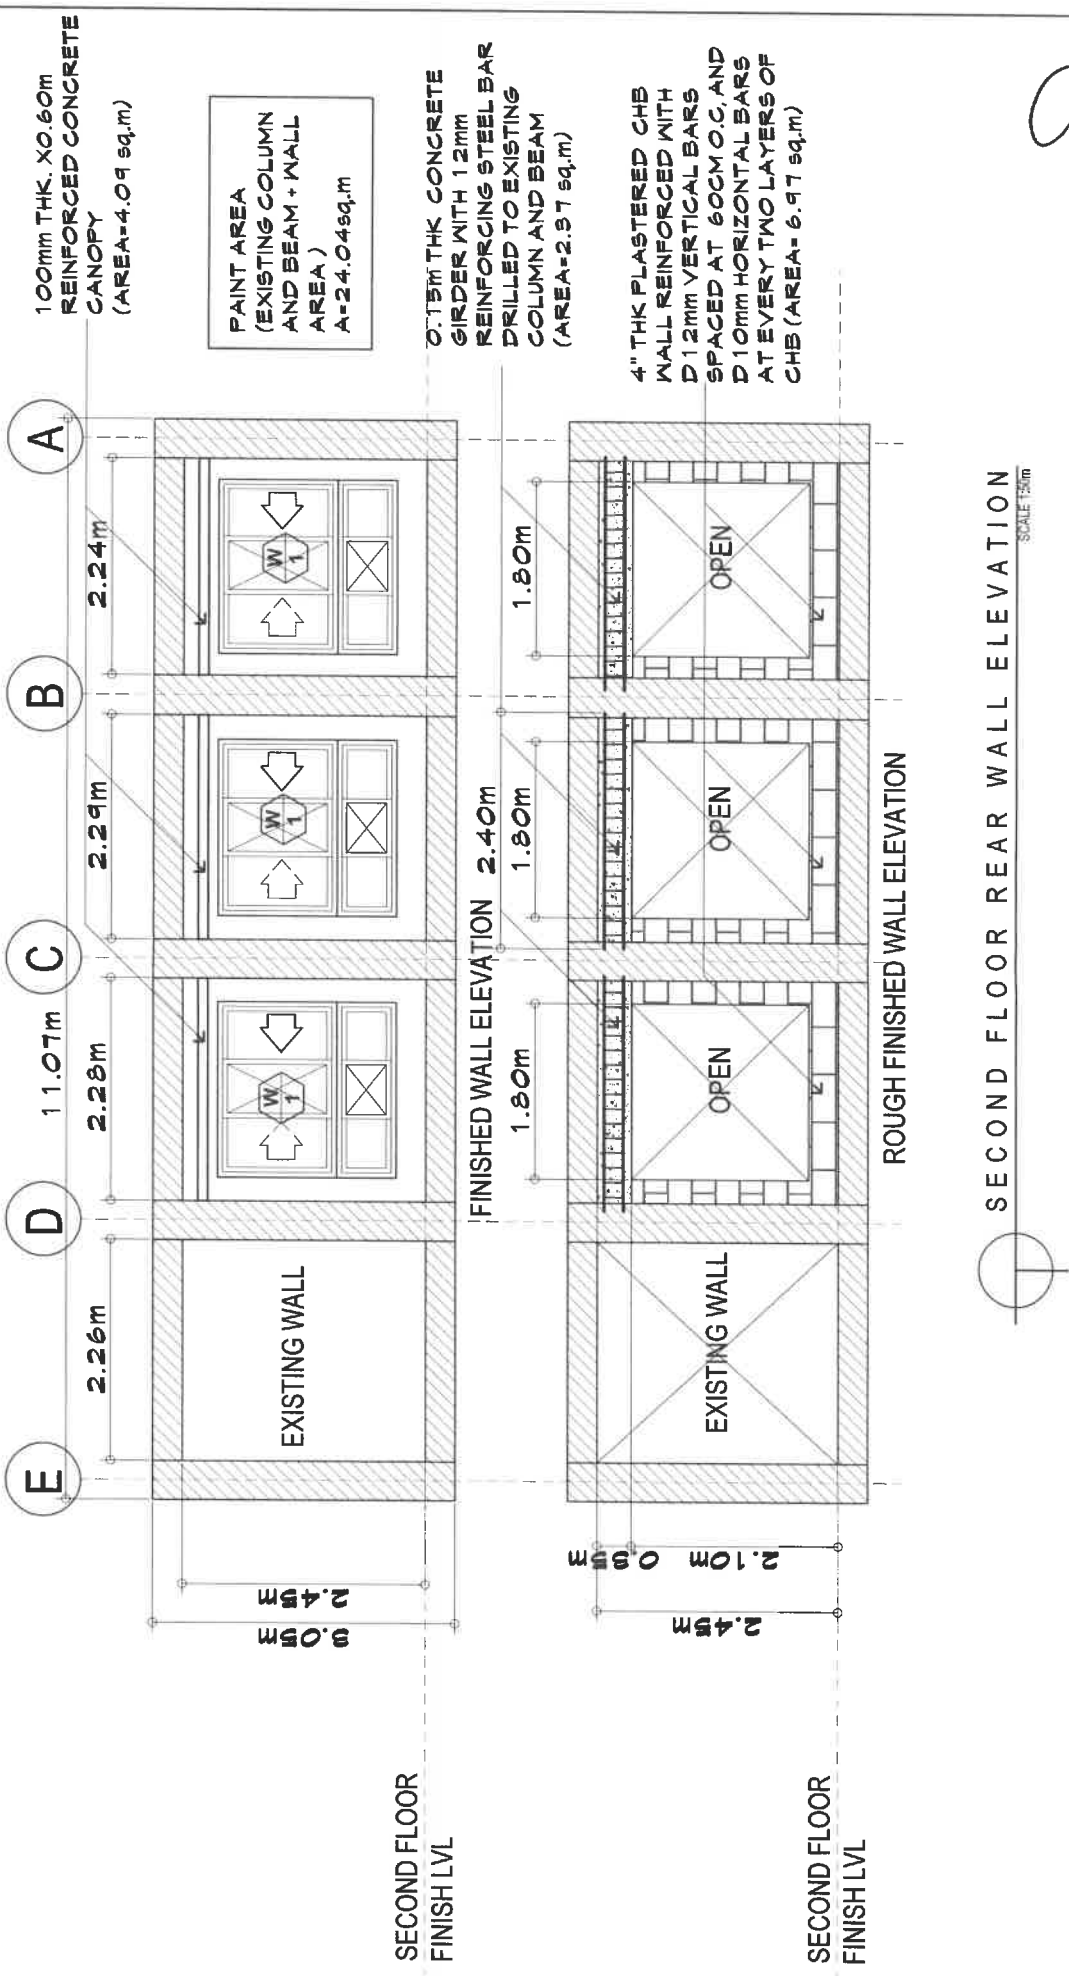 E
D
C
B
A
11.07m
2.26m
2.28m
2.29m
2.24m
100mm THK. X0.60m
REINFORCED CONCRETE
CANOPY
(AREA=4.09 sq.m)
PAINT AREA
(EXISTING COLUMN
AND BEAM + WALL
AREA )
A=24.04sq.m
EXISTING WALL
W
1
W
1
W
1
2.45m
3.05m
SECOND FLOOR
FINISH LVL
FINISHED WALL ELEVATION
0.15m THK CONCRETE
GIRDER WITH 12mm
REINFORCING STEEL BAR
DRILLED TO EXISTING
COLUMN AND BEAM
(AREA=2.37 sq.m)
2.40m
1.80m
1.80m
1.80m
4" THK PLASTERED CHB
WALL REINFORCED WITH
D12mm VERTICAL BARS
SPACED AT 60CM O.C, AND
D10mm HORIZONTAL BARS
AT EVERY TWO LAYERS OF
CHB (AREA= 6.97 sq.m)
EXISTING WALL
OPEN
OPEN
OPEN
0.35m
2.10m
2.45m
SECOND FLOOR
FINISH LVL
ROUGH FINISHED WALL ELEVATION
SECOND FLOOR REAR WALL ELEVATION
SCALE 1:50m